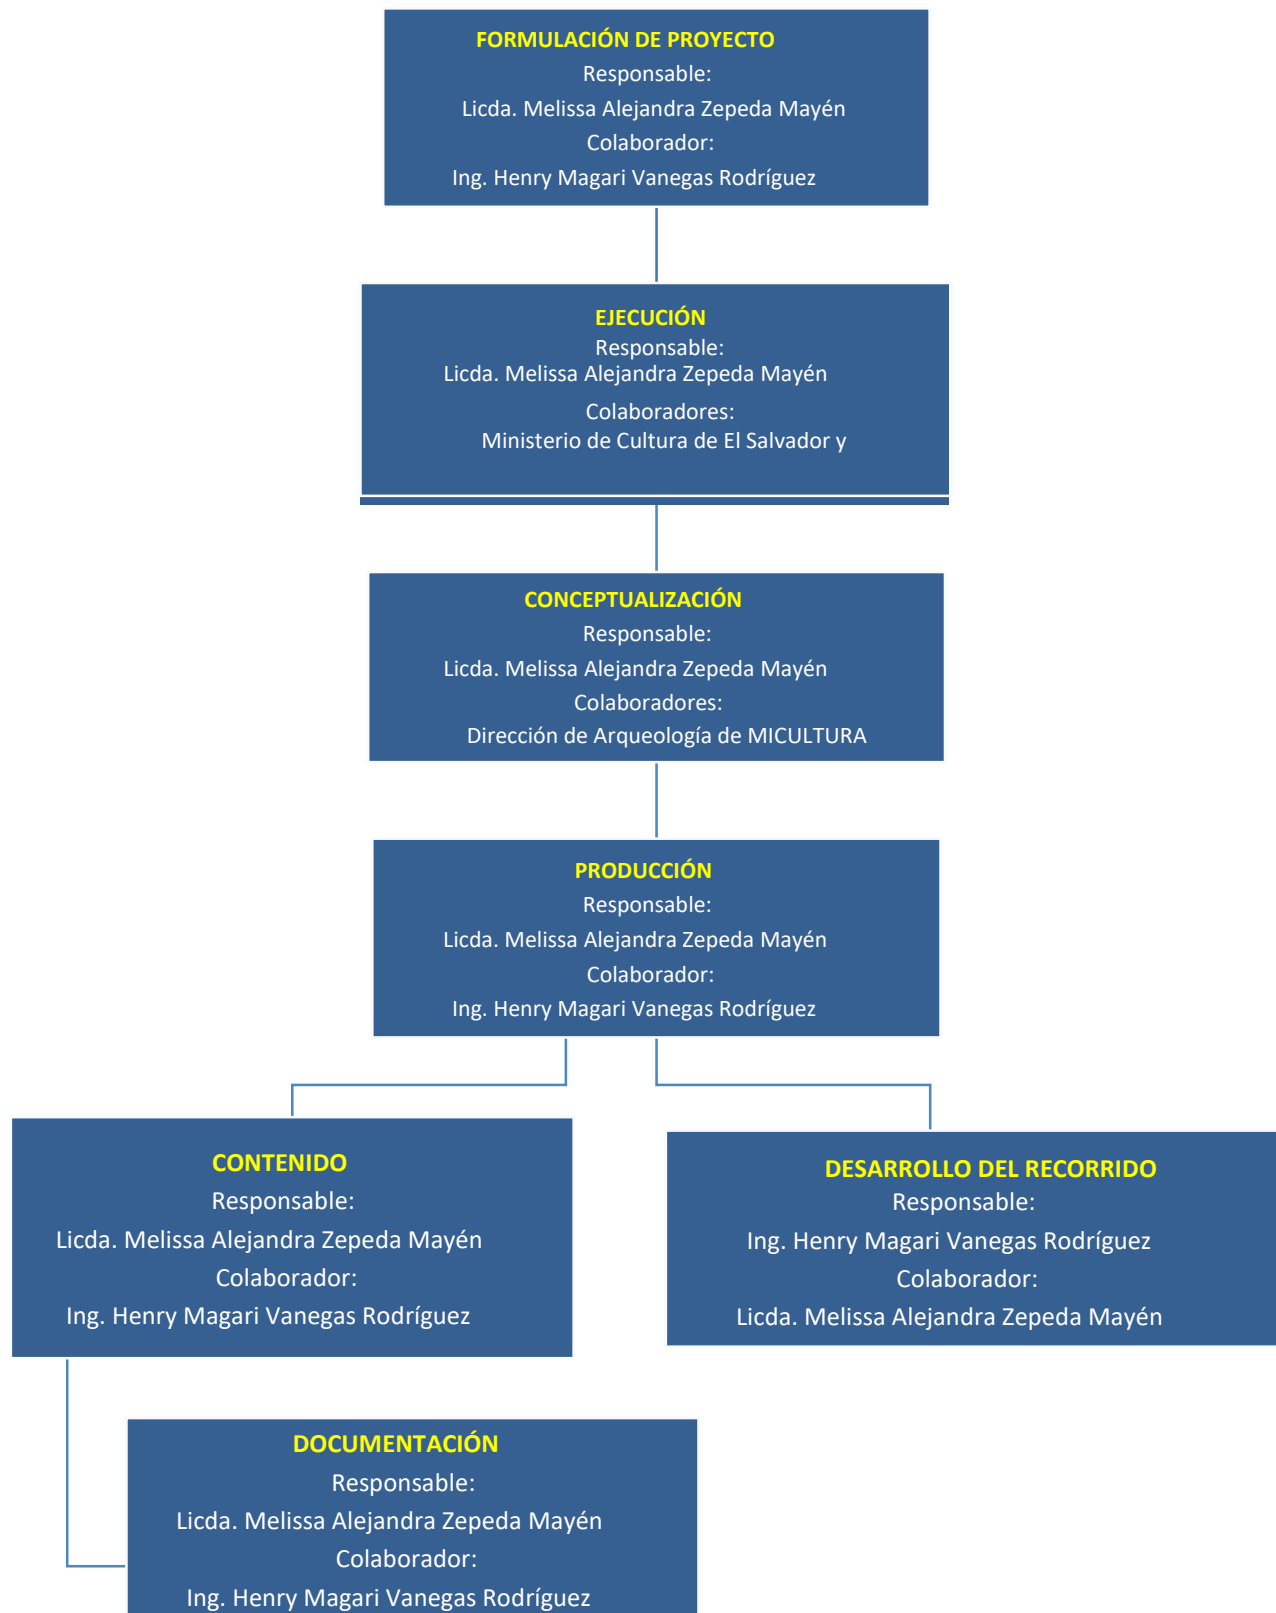 FORMULACIÓN DE PROYECTO
Responsable:
Licda. Melissa Alejandra Zepeda Mayén
Colaborador:
Ing. Henry Magari Vanegas Rodríguez
EJECUCIÓN
Responsable:
Licda. Melissa Alejandra Zepeda Mayén
Colaboradores:
Ministerio de Cultura de El Salvador y
CONCEPTUALIZACIÓN
Responsable:
Licda. Melissa Alejandra Zepeda Mayén
Colaboradores:
Dirección de Arqueología de MICULTURA
PRODUCCIÓN
Responsable:
Licda. Melissa Alejandra Zepeda Mayén
Colaborador:
Ing. Henry Magari Vanegas Rodríguez
CONTENIDO
Responsable:
Licda. Melissa Alejandra Zepeda Mayén
Colaborador:
Ing. Henry Magari Vanegas Rodríguez
DESARROLLO DEL RECORRIDO
Responsable:
Ing. Henry Magari Vanegas Rodríguez
Colaborador:
Licda. Melissa Alejandra Zepeda Mayén
DOCUMENTACIÓN
Responsable:
Licda. Melissa Alejandra Zepeda Mayén
Colaborador:
Ing. Henry Magari Vanegas Rodríguez